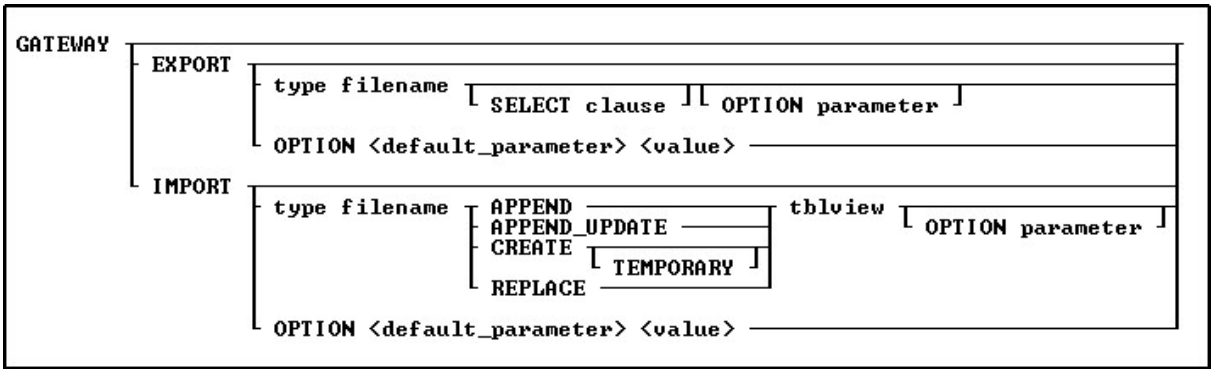 GATEWAY
EXPORT
type filename
SELECT clause OPTION parameter
OPTION <default_parameter> <value>
IMPORT
type filename APPEND tblview
APPEND_UPDATE OPTION parameter
CREATE
TEMPORARY
REPLACE
OPTION <default_parameter> <value>